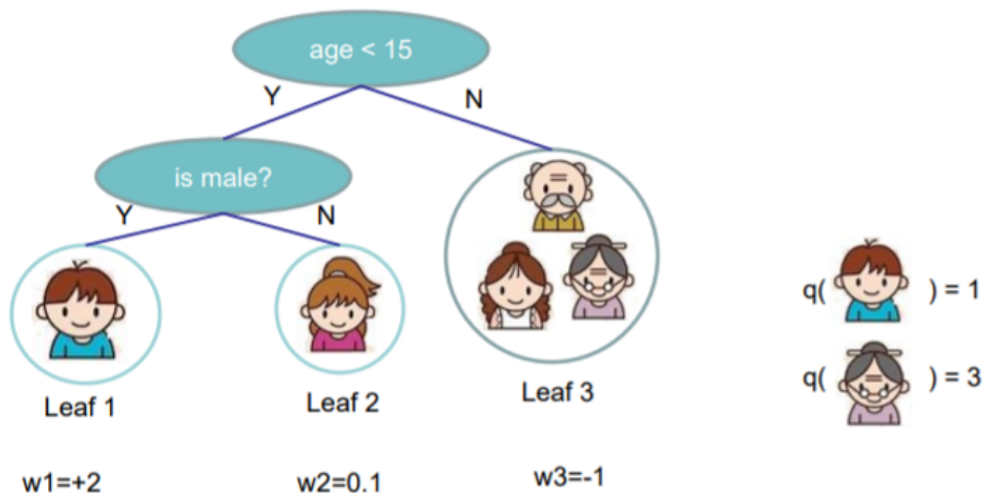 age < 15
Y
N
is male?
Y
N
q( ) = 1
q( ) = 3
Leaf 1
Leaf 2
Leaf 3
w1=+2
w2=0.1
w3=-1